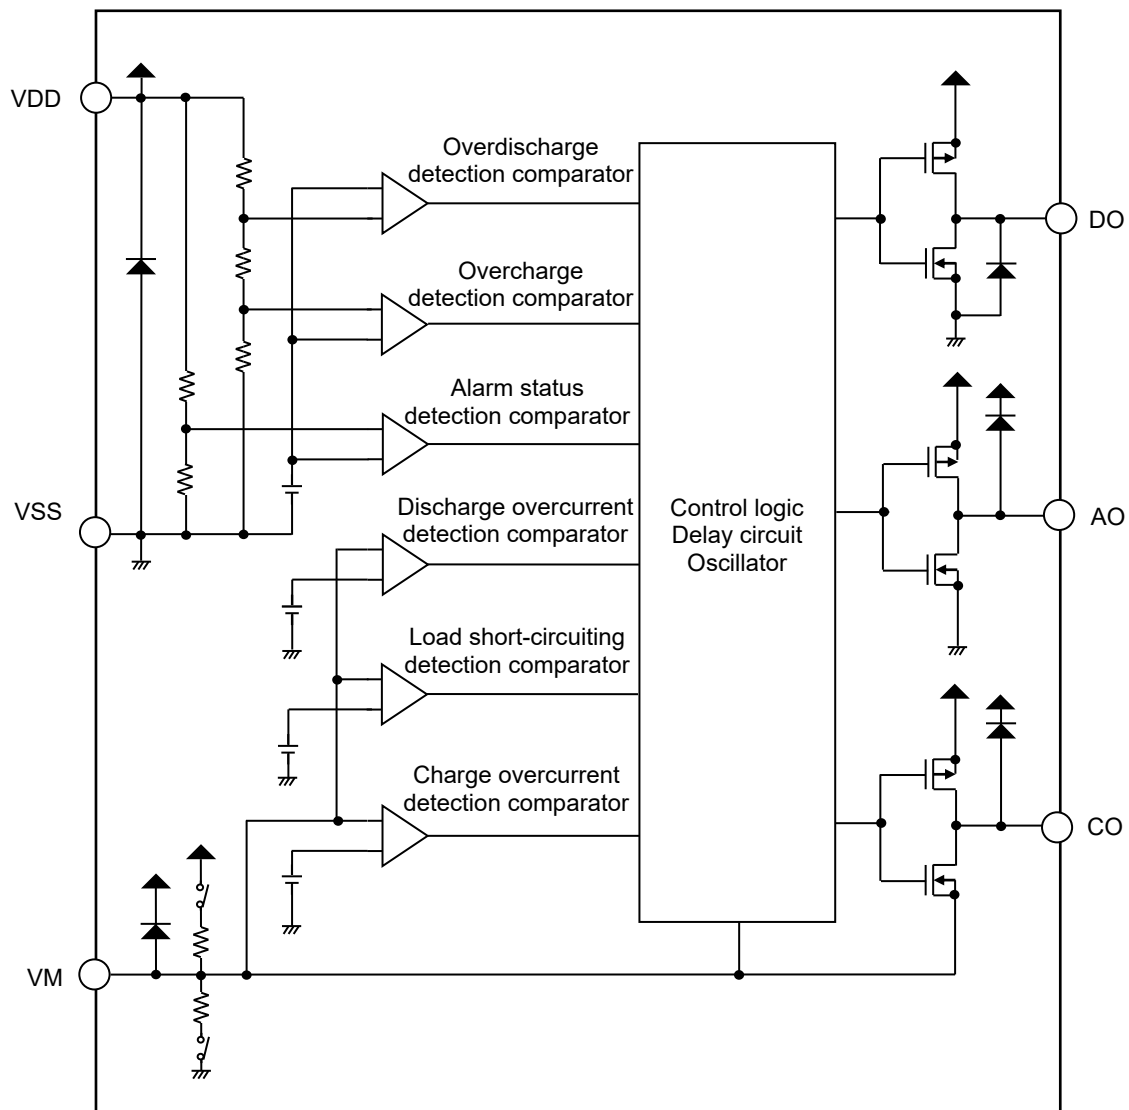 VDD
Overdischarge
detection comparator
DO
Overcharge
detection comparator
Alarm status
detection comparator
VSS
Discharge overcurrent
detection comparator
Control logic
Delay circuit
Oscillator
AO
Load short-circuiting
detection comparator
Charge overcurrent
detection comparator
CO
VM